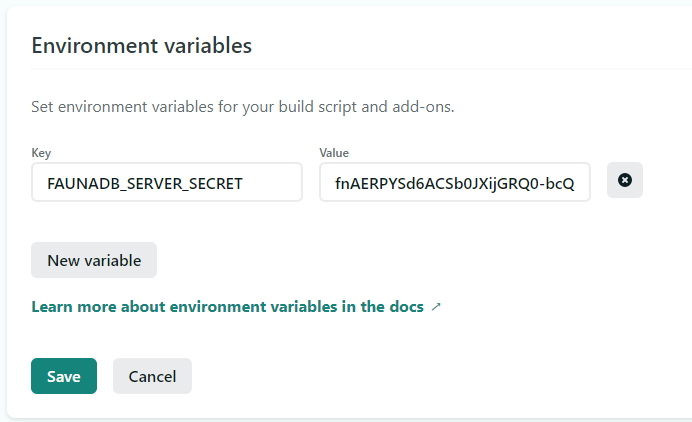 Environment variables
Set environment variables for your build script and add-ons.
Key
Value
FAUNADB_SERVER_SECRET
fnAERPYSd6ACSb0JXijGRQ0-bcQ
New variable
Learn more about environment variables in the docs ↗
Save
Cancel